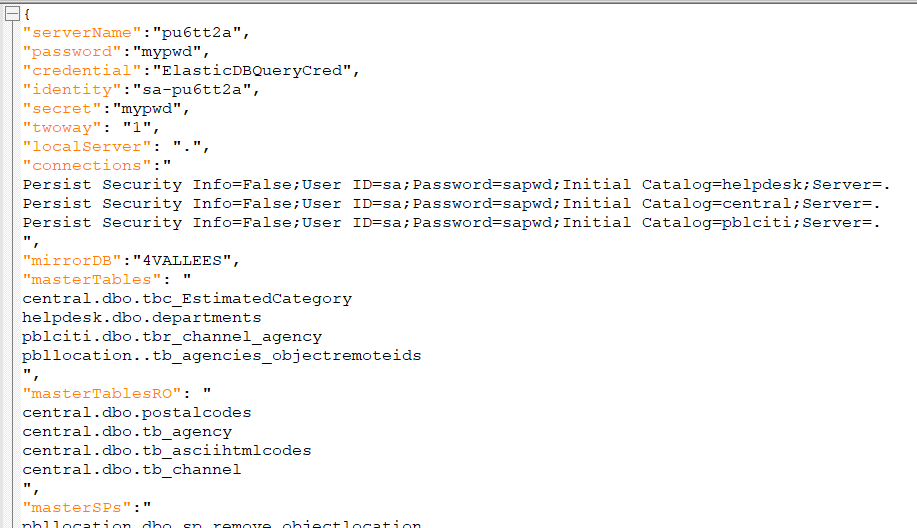 {
"serverName":"pu6tt2a",
"password":"mypwd",
"credential":"ElasticDBQueryCred",
"identity":"sa-pu6tt2a",
"secret":"mypwd",
"twoway": "1",
"localServer": ".",
"connections":"
Persist Security Info=False;User ID=sa;Password=sapwd;Initial Catalog=helpdesk;Server=.
Persist Security Info=False;User ID=sa;Password=sapwd;Initial Catalog=central;Server=.
Persist Security Info=False;User ID=sa;Password=sapwd;Initial Catalog=pblciti;Server=.
",
"mirrorDB":"4VALLEES",
"masterTables": "
central.dbo.tbc_EstimatedCategory
helpdesk.dbo.departments
pblciti.dbo.tbr_channel_agency
pbllocation..tb_agencies_objectremoteids
",
"masterTablesRO": "
central.dbo.postalcodes
central.dbo.tb_agency
central.dbo.tb_asciihtmlcodes
central.dbo.tb_channel
",
"masterSPs":"
pbllocation.dbo.sp_remove_objectlocation